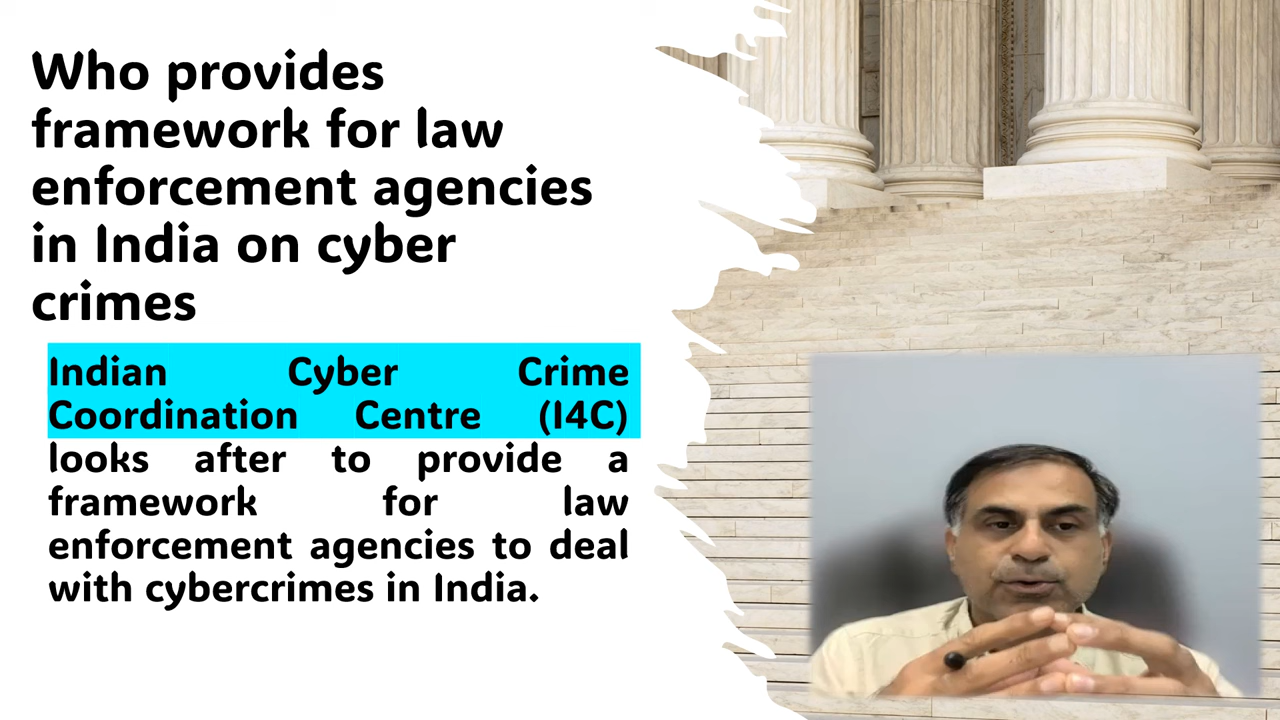 Who provides
framework for law
enforcement agencies
in India on cyber
crimes
Indian Cyber Crime
Coordination Centre (I4C)
looks after to provide a
framework for law
enforcement agencies to deal
with cybercrimes in India.